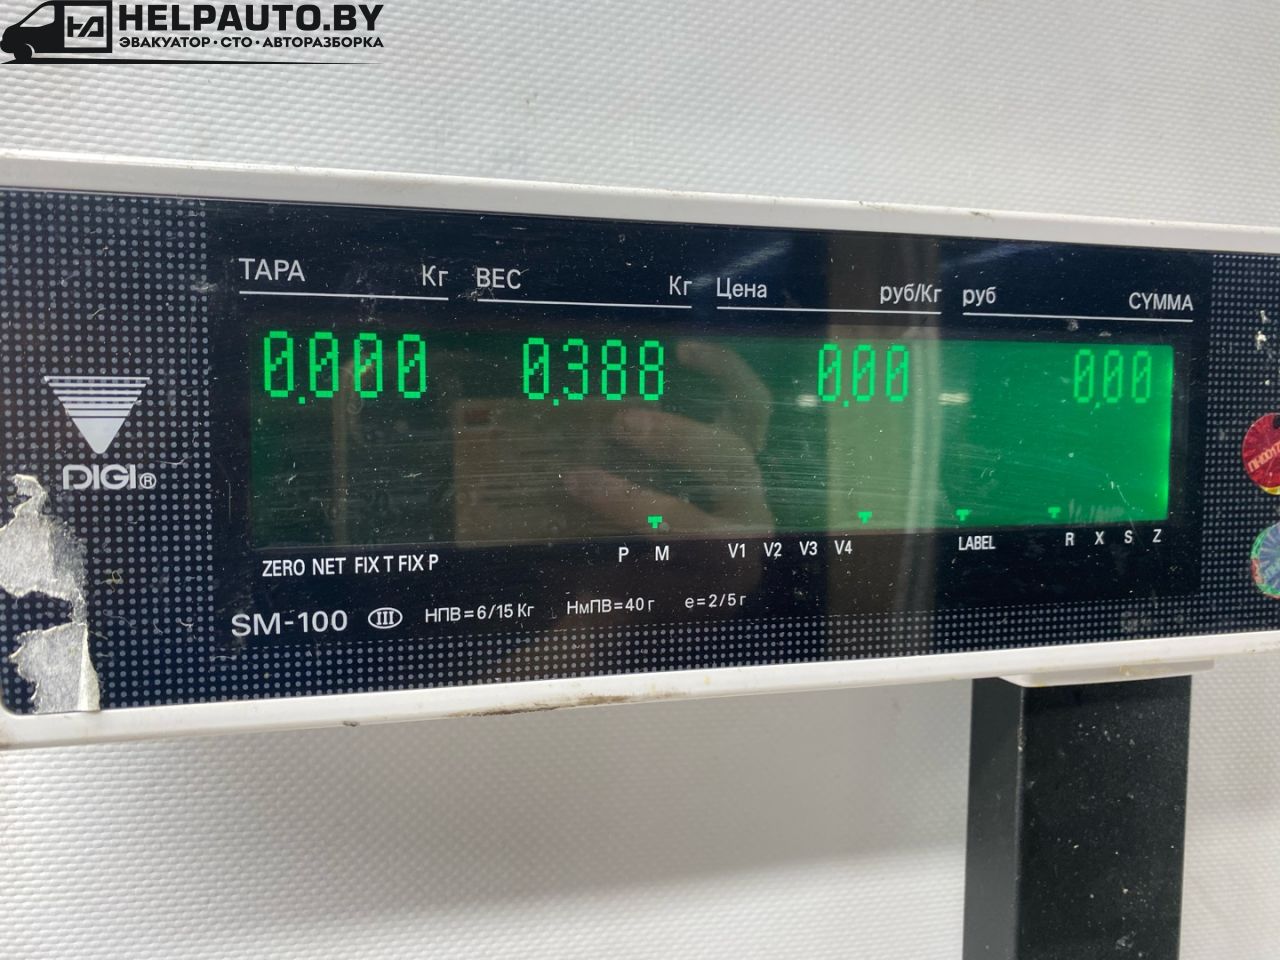 HELPAUTO.BY
ЭВАКУАТОР · СТО · АВТОРАЗБОРКА
ТАРА Кг ВЕС Кг Цена руб/Кг руб СУММА
0.000 0.388 0.00 0.00
DIGI®
ZERO NET FIX T FIX P P M V1 V2 V3 V4 LABEL R X S Z
SM-100 III НПВ=6/15 Кг НмПВ=40 г е=2/5 г